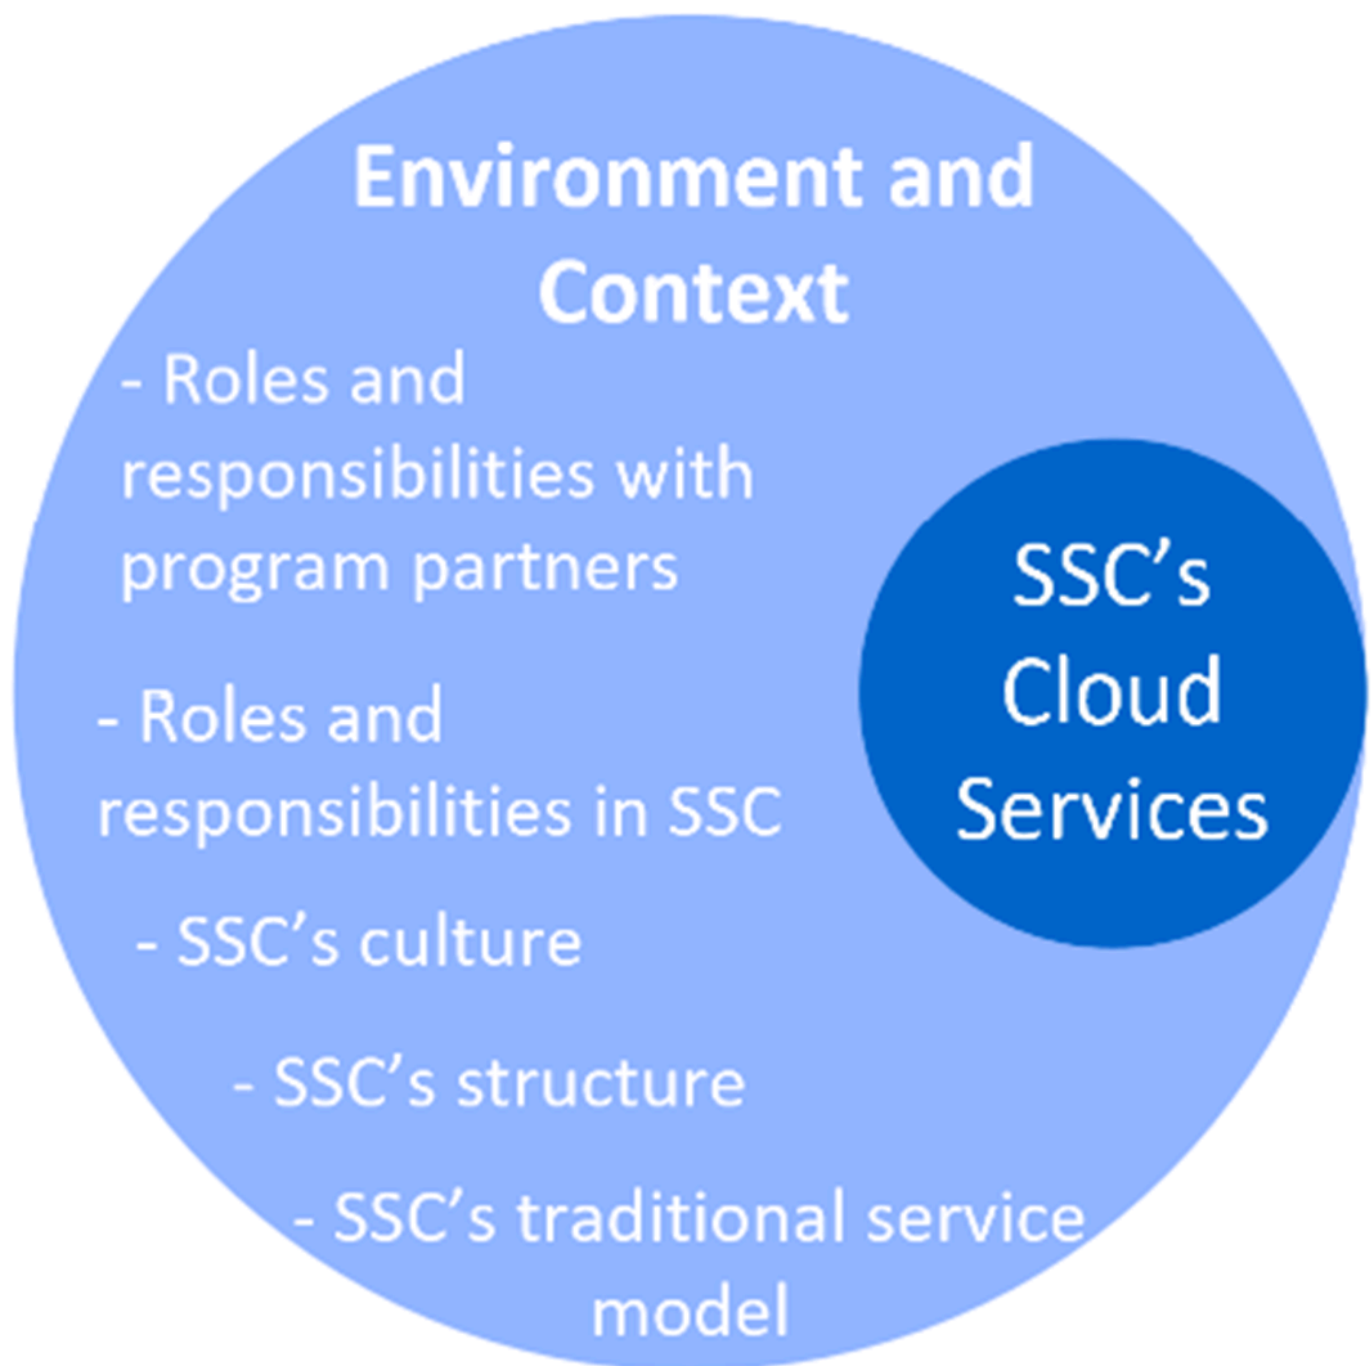 Environment and
Context
- Roles and
responsibilities with
program partners
- Roles and
responsibilities in SSC
- SSC’s culture
- SSC’s structure
- SSC’s traditional service
model
SSC’s
Cloud
Services